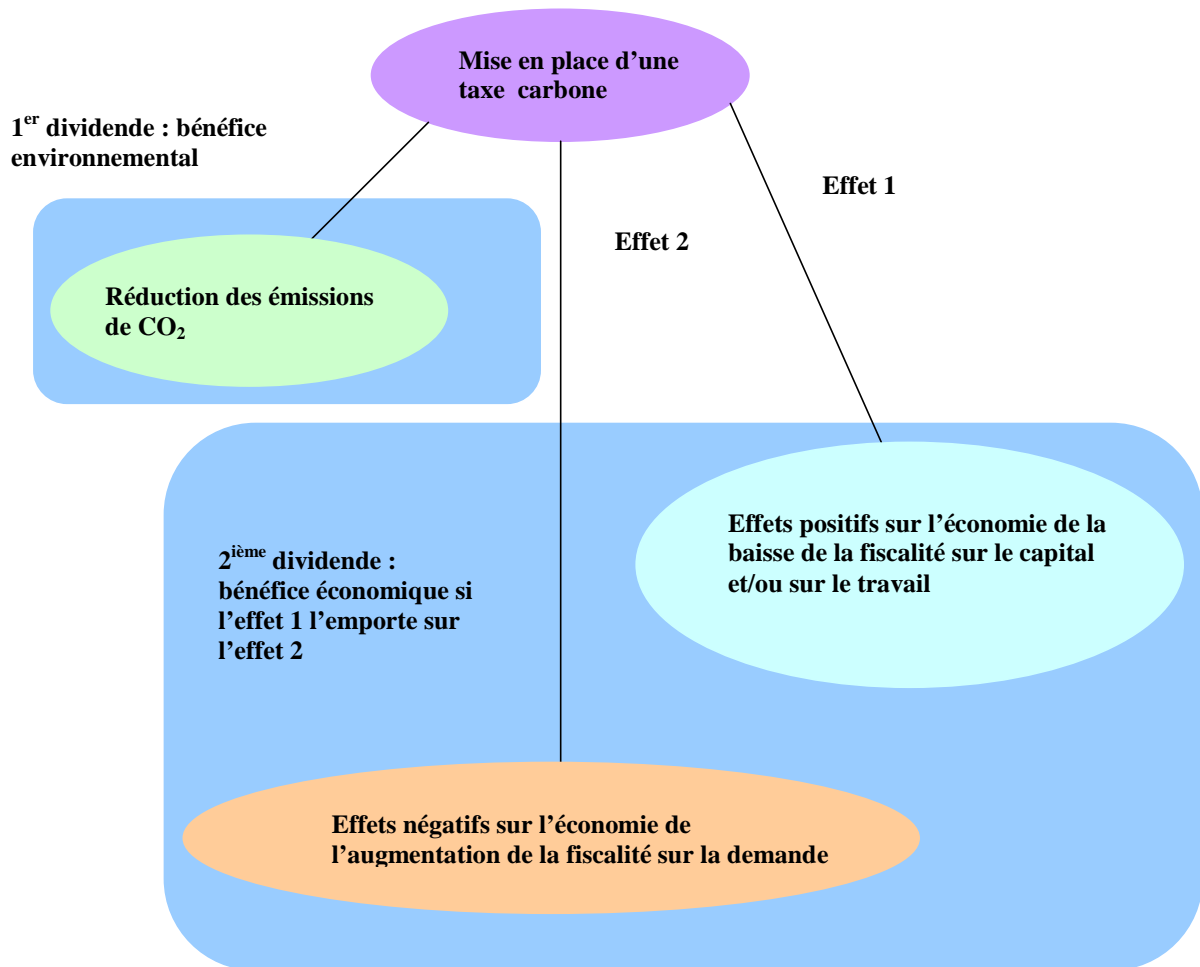 Mise en place d’une
taxe carbone
1er dividende : bénéfice
environnemental
Effet 1
Effet 2
Réduction des émissions
de CO2
Effets positifs sur l’économie de la
baisse de la fiscalité sur le capital
et/ou sur le travail
2ième dividende :
bénéfice économique si
l’effet 1 l’emporte sur
l’effet 2
Effets négatifs sur l’économie de
l’augmentation de la fiscalité sur la demande